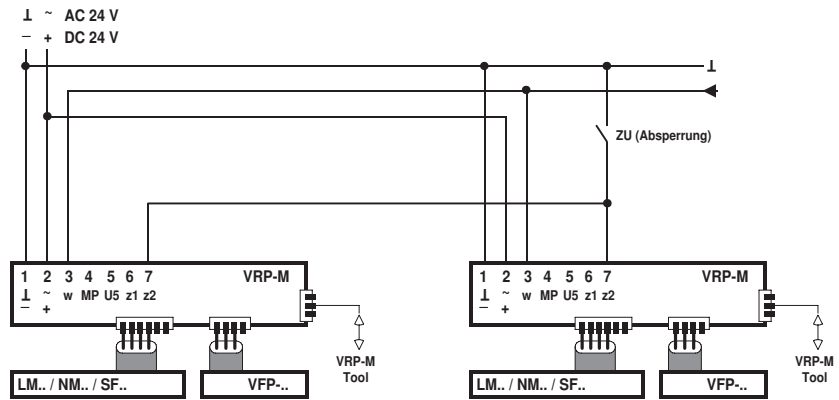 ⊥ ~ AC 24 V
– + DC 24 V
⊥
ZU (Absperrung)
1 2 3 4 5 6 7 VRP-M
⊥ ~ w MP U5 z1 z2
– +
1 2 3 4 5 6 7 VRP-M
⊥ ~ w MP U5 z1 z2
– +
VRP-M
Tool
VRP-M
Tool
LM.. / NM.. / SF..
VFP-..
LM.. / NM.. / SF..
VFP-..